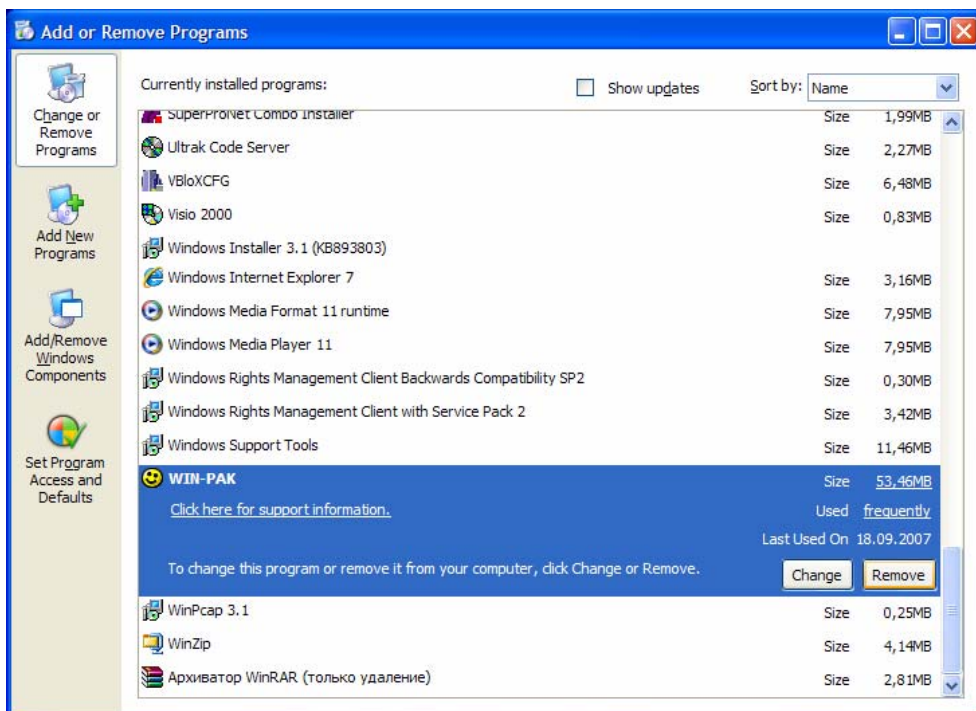 Add or Remove Programs
Change or
Remove
Programs
Add New
Programs
Add/Remove
Windows
Components
Set Program
Access and
Defaults
Currently installed programs:
Show updates
Sort by: Name
SuperProNet Combo Installer Size 1,99MB
Ultrak Code Server Size 2,27MB
VBloXCFG Size 6,48MB
Visio 2000 Size 0,83MB
Windows Installer 3.1 (KB893803)
Windows Internet Explorer 7 Size 3,16MB
Windows Media Format 11 runtime Size 7,95MB
Windows Media Player 11 Size 7,95MB
Windows Rights Management Client Backwards Compatibility SP2 Size 0,30MB
Windows Rights Management Client with Service Pack 2 Size 3,42MB
Windows Support Tools Size 11,46MB
WIN-PAK Size 53,46MB
Click here for support information. Used frequently
Last Used On 18.09.2007
To change this program or remove it from your computer, click Change or Remove. Change Remove
WinPcap 3.1 Size 0,25MB
WinZip Size 4,14MB
Архиватор WinRAR (только удаление) Size 2,81MB